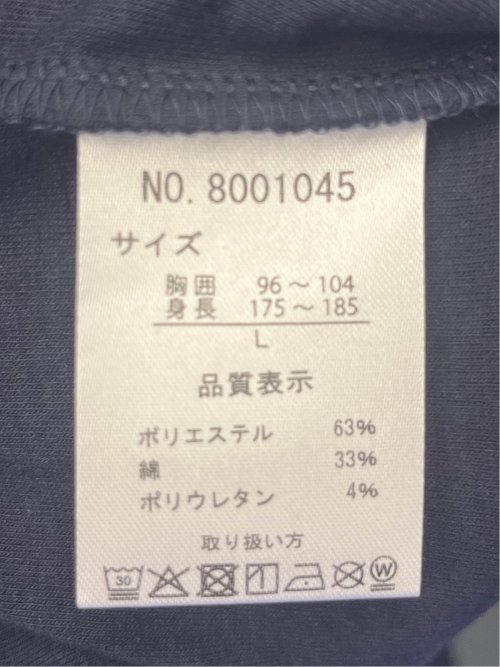 NO. 8001045
サイズ
胸囲 96～104
身長 175～185
L
品質表示
ポリエステル 63%
綿 33%
ポリウレタン 4%
取り扱い方
30 W